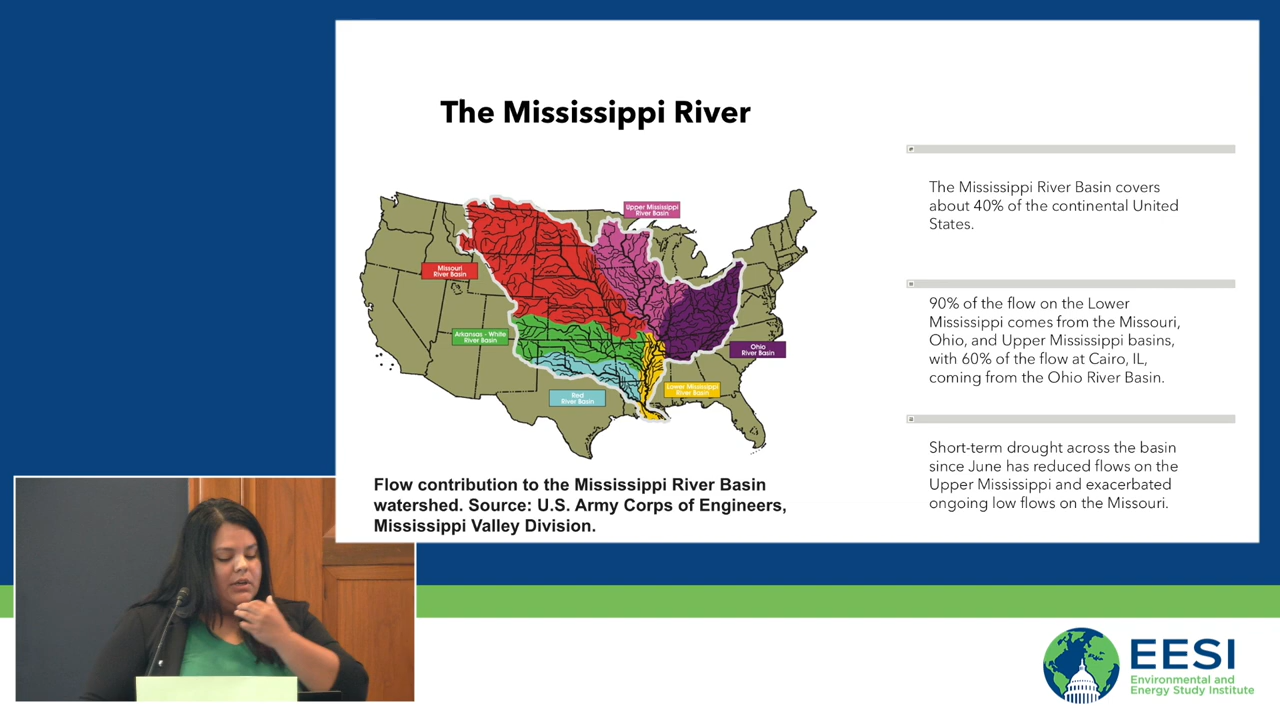 The Mississippi River
Upper Mississippi
River Basin
Missouri
River Basin
Arkansas - White
River Basin
Ohio
River Basin
Lower Mississippi
River Basin
Red
River Basin
Flow contribution to the Mississippi River Basin
watershed. Source: U.S. Army Corps of Engineers,
Mississippi Valley Division.
The Mississippi River Basin covers
about 40% of the continental United
States.
90% of the flow on the Lower
Mississippi comes from the Missouri,
Ohio, and Upper Mississippi basins,
with 60% of the flow at Cairo, IL,
coming from the Ohio River Basin.
Short-term drought across the basin
since June has reduced flows on the
Upper Mississippi and exacerbated
ongoing low flows on the Missouri.
EESI
Environmental and
Energy Study Institute